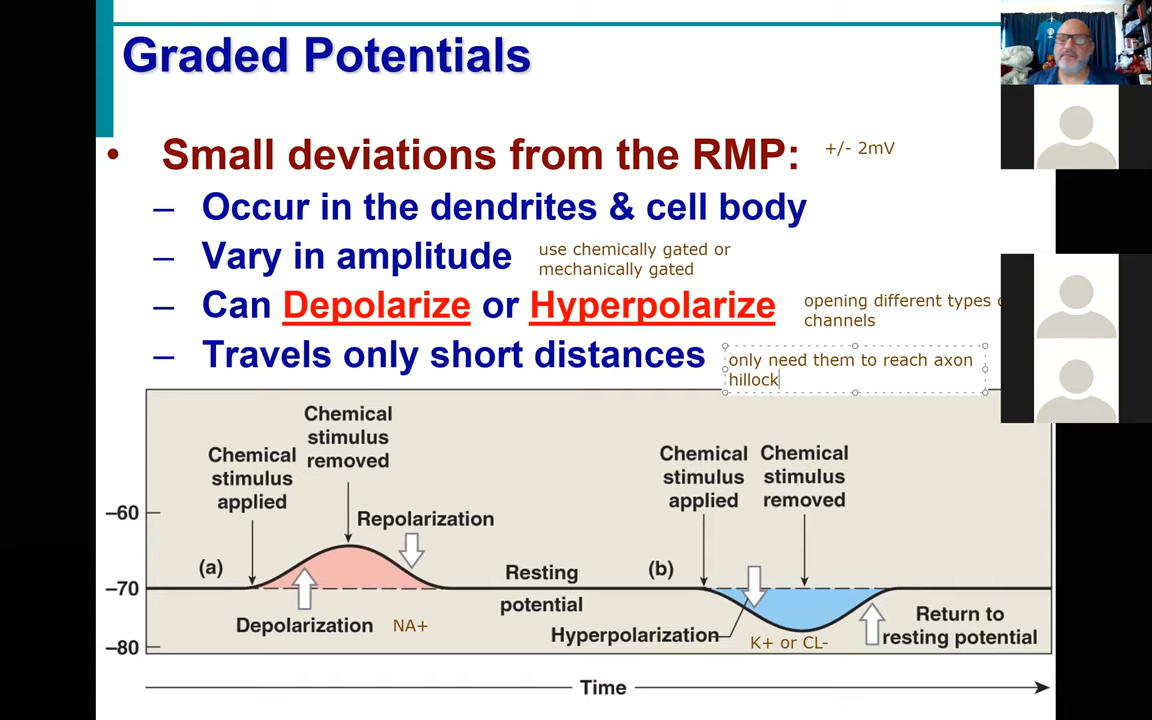 Graded Potentials
• Small deviations from the RMP: +/- 2mV
– Occur in the dendrites & cell body
– Vary in amplitude
use chemically gated or
mechanically gated
– Can Depolarize or Hyperpolarize
opening different types
channels
– Travels only short distances
only need them to reach axon
hillock
Chemical
stimulus
applied
Chemical
stimulus
removed
Repolarization
Chemical
stimulus
applied
Chemical
stimulus
removed
–60
(a)
Resting
potential
(b)
–70
Depolarization
NA+
Hyperpolarization
K+ or CL-
Return to
resting potential
–80
Time